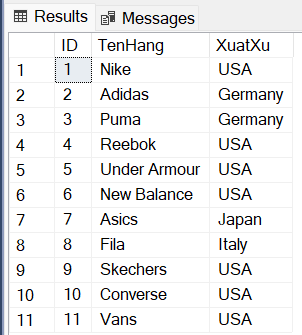 Results Messages
ID TenHang XuatXu
1 1 Nike USA
2 2 Adidas Germany
3 3 Puma Germany
4 4 Reebok USA
5 5 Under Armour USA
6 6 New Balance USA
7 7 Asics Japan
8 8 Fila Italy
9 9 Skechers USA
10 10 Converse USA
11 11 Vans USA